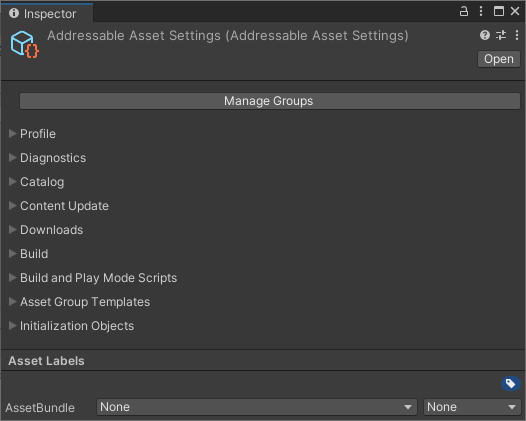 Inspector
Addressable Asset Settings (Addressable Asset Settings)
Open
Manage Groups
Profile
Diagnostics
Catalog
Content Update
Downloads
Build
Build and Play Mode Scripts
Asset Group Templates
Initialization Objects
Asset Labels
AssetBundle None None